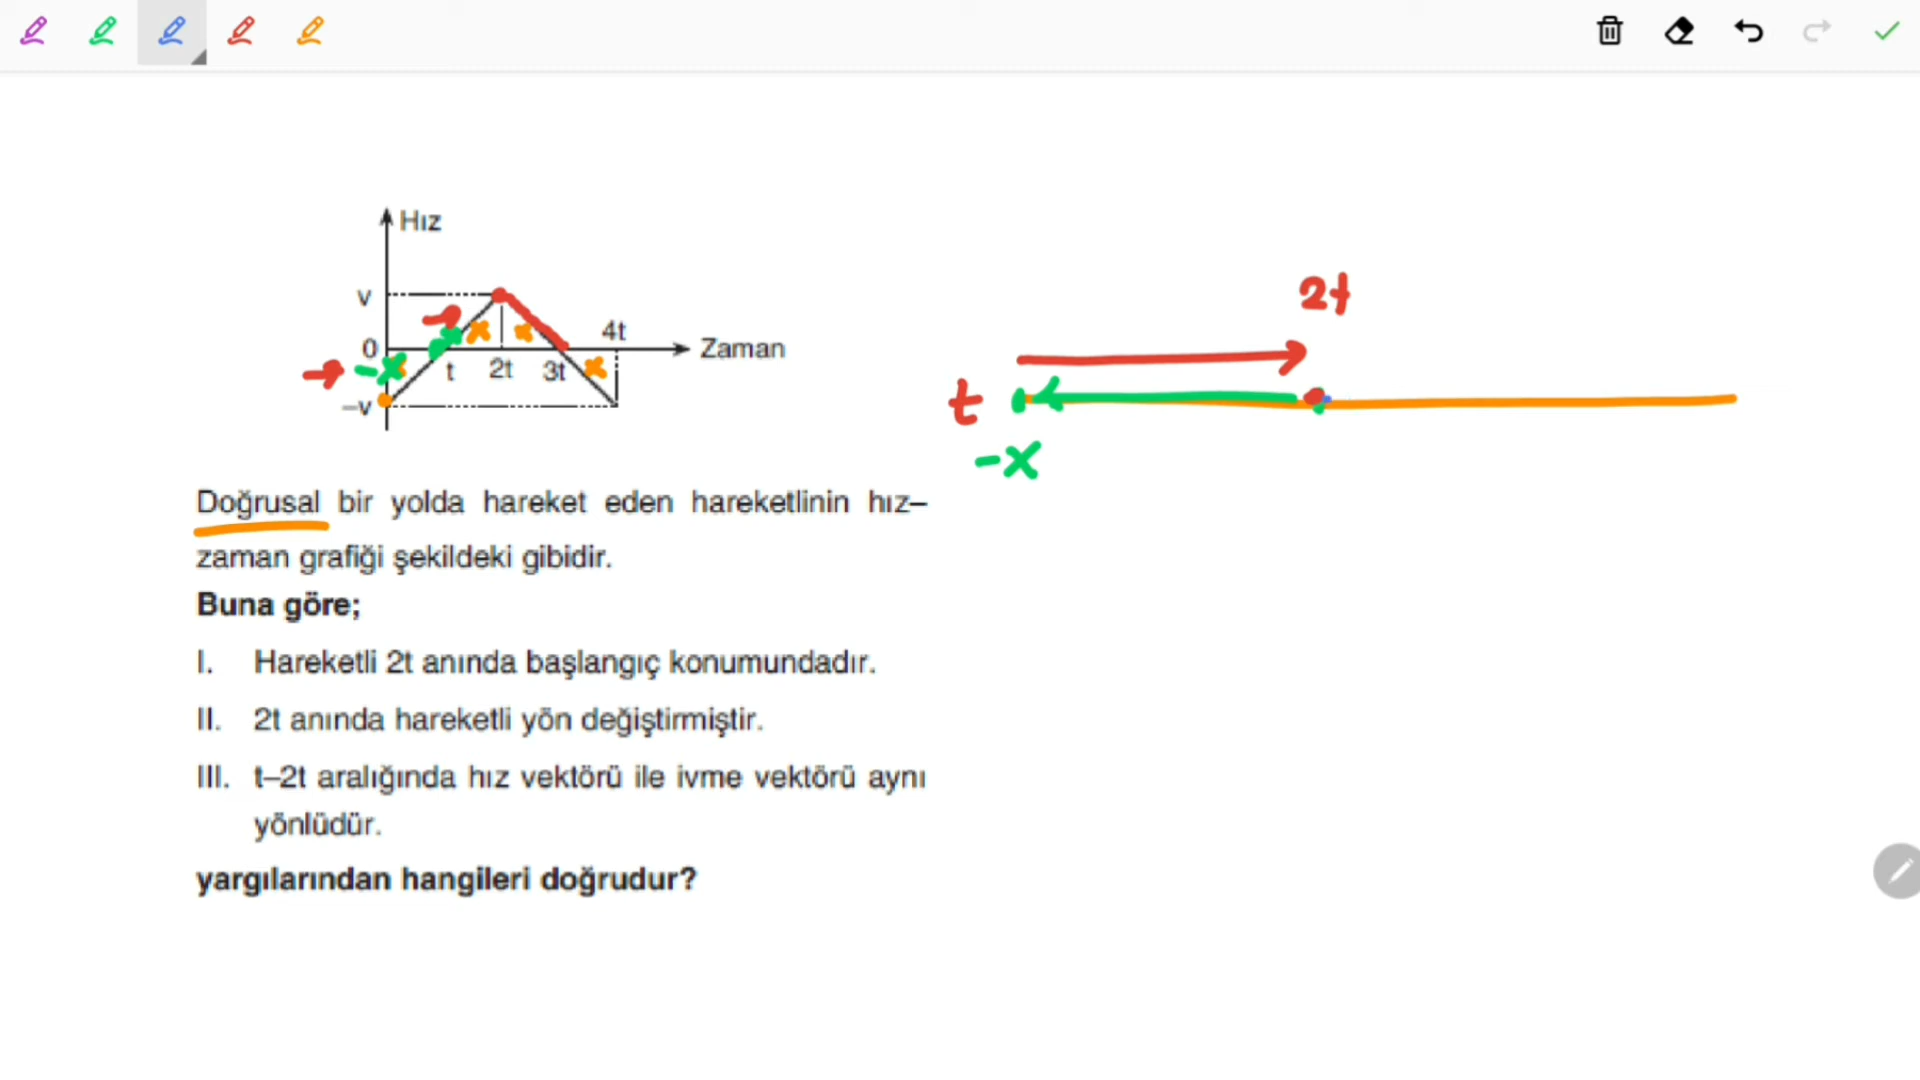 Hız
v
2t
4t
0
Zaman
-x
t
2t
3t
–v
t
-x
Doğrusal bir yolda hareket eden hareketlinin hız–
zaman grafiği şekildeki gibidir.
Buna göre;
I. Hareketli 2t anında başlangıç konumundadır.
II. 2t anında hareketli yön değiştirmiştir.
III. t–2t aralığında hız vektörü ile ivme vektörü aynı
yönlüdür.
yargılarından hangileri doğrudur?